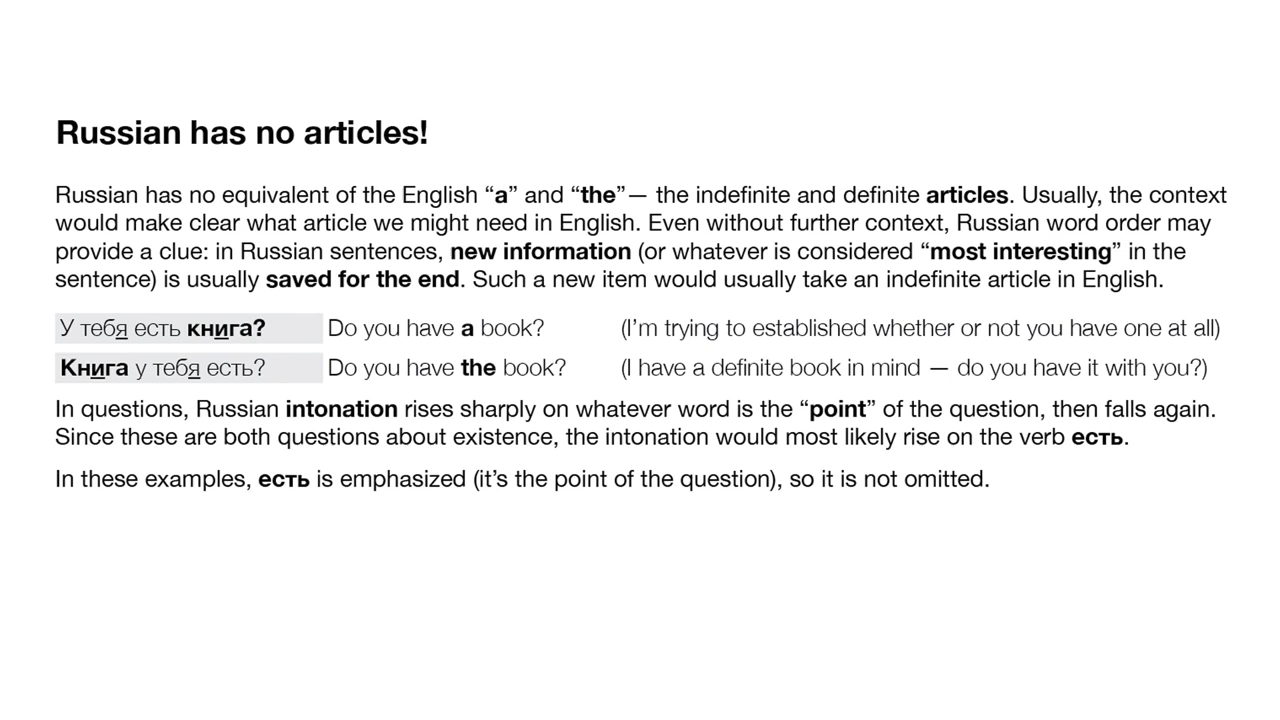 Russian has no articles!
Russian has no equivalent of the English “a” and “the”— the indefinite and definite articles. Usually, the context
would make clear what article we might need in English. Even without further context, Russian word order may
provide a clue: in Russian sentences, new information (or whatever is considered “most interesting” in the
sentence) is usually saved for the end. Such a new item would usually take an indefinite article in English.
У тебя есть книга? Do you have a book? (I’m trying to established whether or not you have one at all)
Книга у тебя есть? Do you have the book? (I have a definite book in mind — do you have it with you?)
In questions, Russian intonation rises sharply on whatever word is the “point” of the question, then falls again.
Since these are both questions about existence, the intonation would most likely rise on the verb есть.
In these examples, есть is emphasized (it’s the point of the question), so it is not omitted.